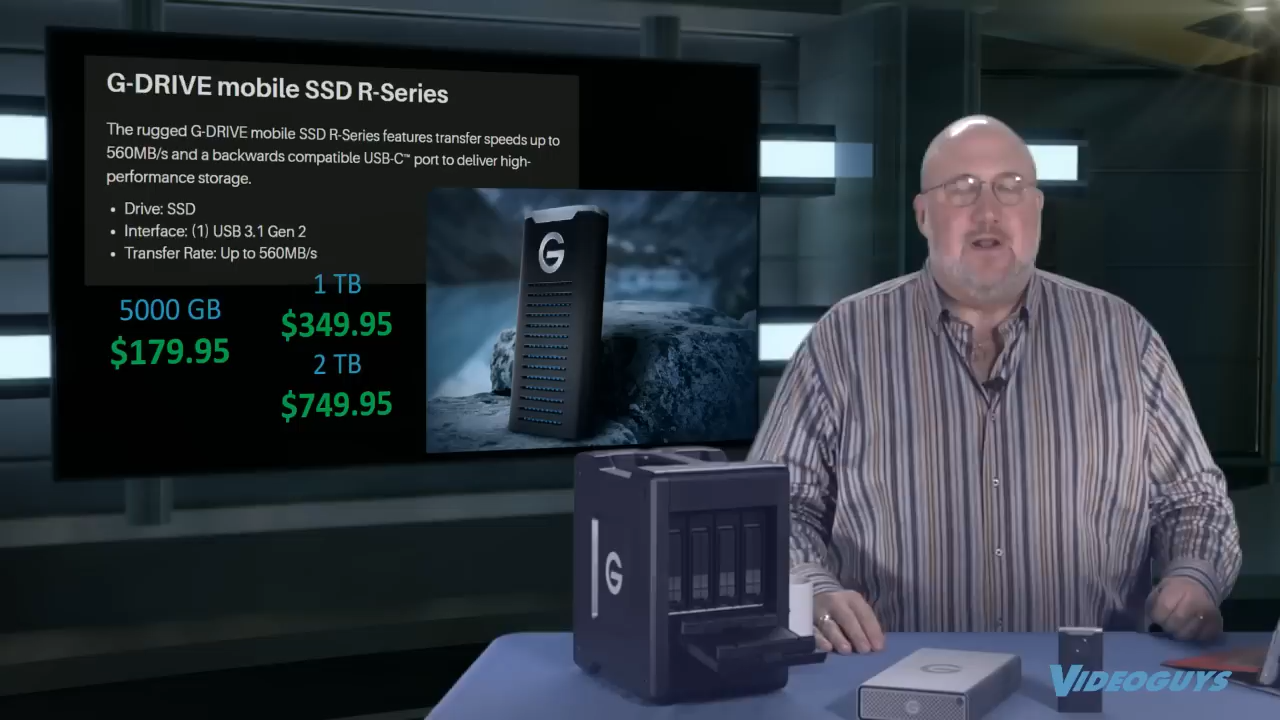 G-DRIVE mobile SSD R-Series
The rugged G-DRIVE mobile SSD R-Series features transfer speeds up to
560MB/s and a backwards compatible USB-C™ port to deliver high-
performance storage.
• Drive: SSD
• Interface: (1) USB 3.1 Gen 2
• Transfer Rate: Up to 560MB/s
5000 GB
$179.95
1 TB
$349.95
2 TB
$749.95
G
G
G
VIDEOGUYS